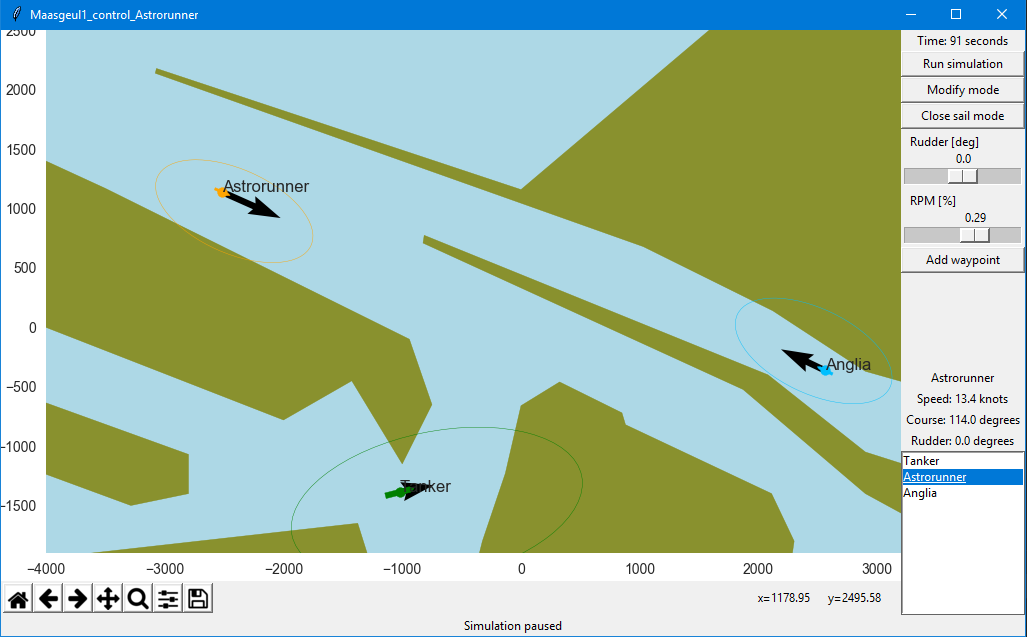 Maasgeul1_control_Astrorunner
Time: 91 seconds
Run simulation
Modify mode
Close sail mode
Rudder [deg]
0.0
RPM [%]
0.29
Add waypoint
Astrorunner
Speed: 13.4 knots
Course: 114.0 degrees
Rudder: 0.0 degrees
Tanker
Astrorunner
Anglia
2500
2000
1500
1000
500
0
−500
−1000
−1500
Astrorunner
Anglia
Tanker
−4000 −3000 −2000 −1000 0 1000 2000 3000
x=1178.95 y=2495.58
Simulation paused